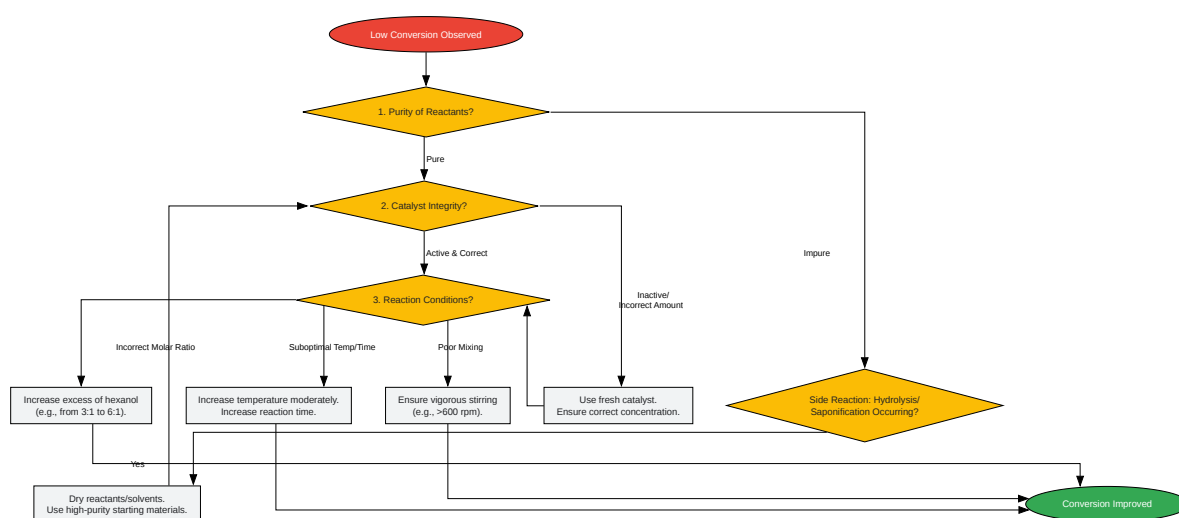 Low Conversion Observed
1. Purity of Reactants?
Pure
2. Catalyst Integrity?
Active & Correct
Impure
3. Reaction Conditions?
Inactive/
Incorrect Amount
Incorrect Molar Ratio
Suboptimal Temp/Time
Poor Mixing
Increase excess of hexanol
(e.g., from 3:1 to 6:1).
Increase temperature moderately.
Increase reaction time.
Ensure vigorous stirring
(e.g., >600 rpm).
Use fresh catalyst.
Ensure correct concentration.
Side Reaction: Hydrolysis/
Saponification Occurring?
Yes
Dry reactants/solvents.
Use high-purity starting materials.
Conversion Improved